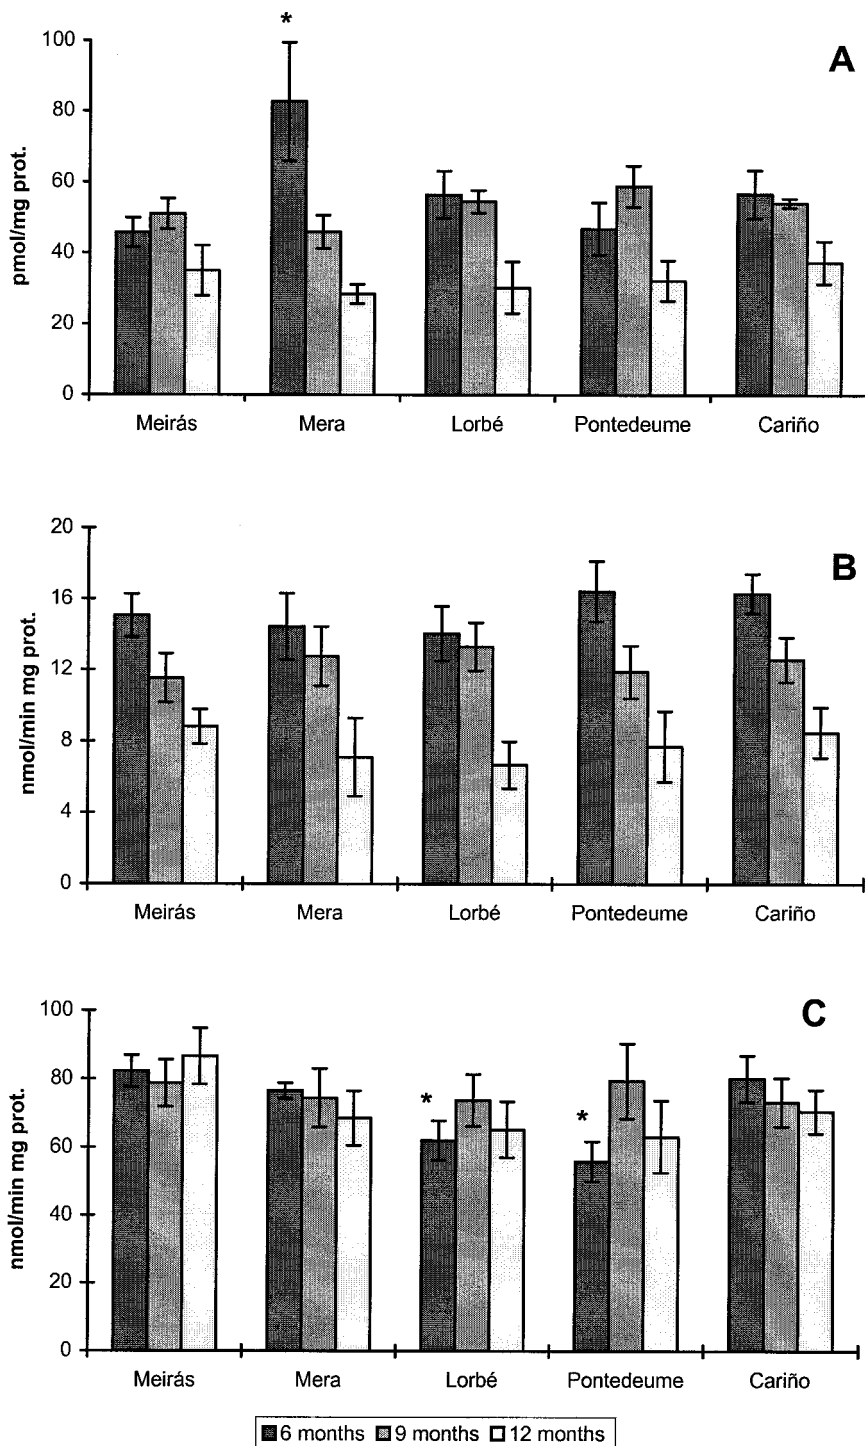 *
A
100
80
60
40
20
0
pmol/mg prot.
Meirás Mera Lorbé Pontedeume Cariño
B
20
16
12
8
4
0
nmol/min mg prot.
Meirás Mera Lorbé Pontedeume Cariño
C
100
80
60
40
20
0
nmol/min mg prot.
*
*
Meirás Mera Lorbé Pontedeume Cariño
6 months 9 months 12 months